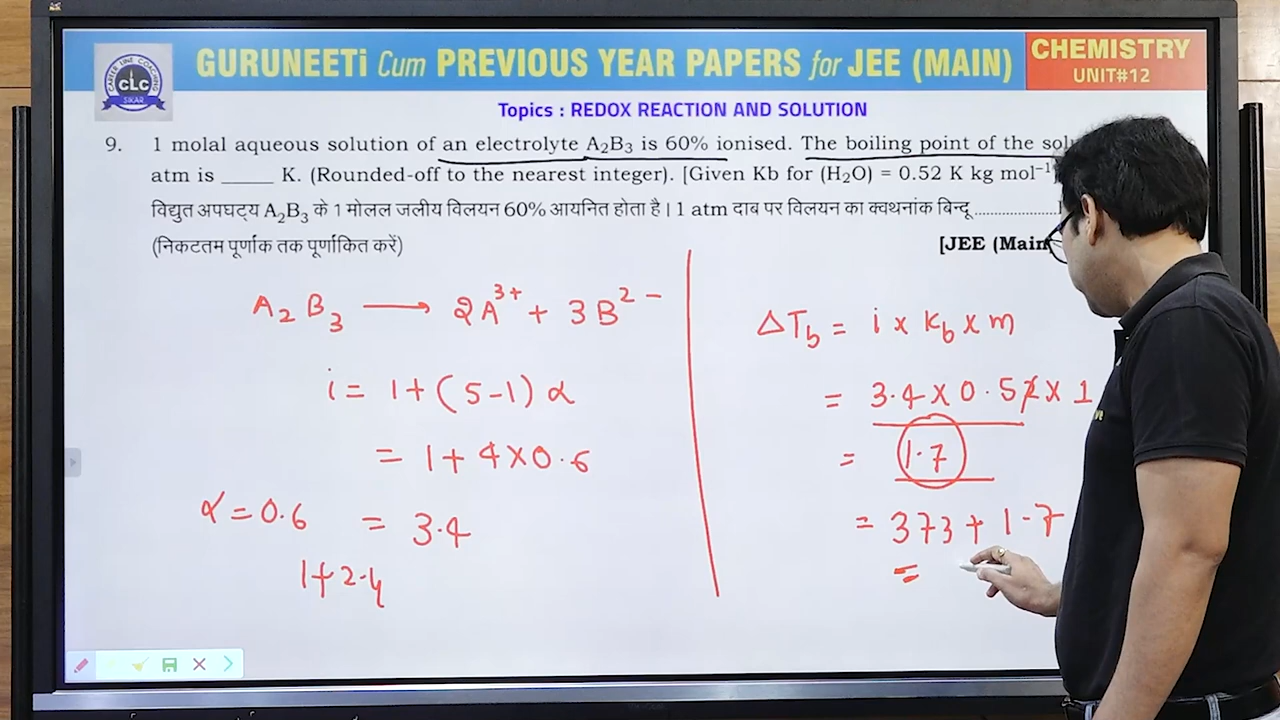 CAREER LINE COACHING
CLC
SIKAR
GURUNEETi Cum PREVIOUS YEAR PAPERS for JEE (MAIN)
CHEMISTRY
UNIT#12
Topics : REDOX REACTION AND SOLUTION
9. 1 molal aqueous solution of an electrolyte A₂B₃ is 60% ionised. The boiling point of the
atm is _____ K. (Rounded-off to the nearest integer). [Given Kb for (H₂O) = 0.52 K kg mol⁻¹
विद्युत अपघट्य A₂B₃ के 1 मोलल जलीय विलयन 60% आयनित होता है। 1 atm दाब पर विलयन का क्वथनांक बिन्दू ....................
(निकटतम पूर्णांक तक पूर्णांकित करें)
[JEE (Main
A₂B₃ ⟶ 2A³⁺ + 3B²⁻
i = 1+(5-1) α
= 1+4×0.6
α=0.6 = 3.4
1+2.4
ΔT_b = i × K_b × m
= 3.4 × 0.52 × 1
= 1.7
= 373 + 1.7
=